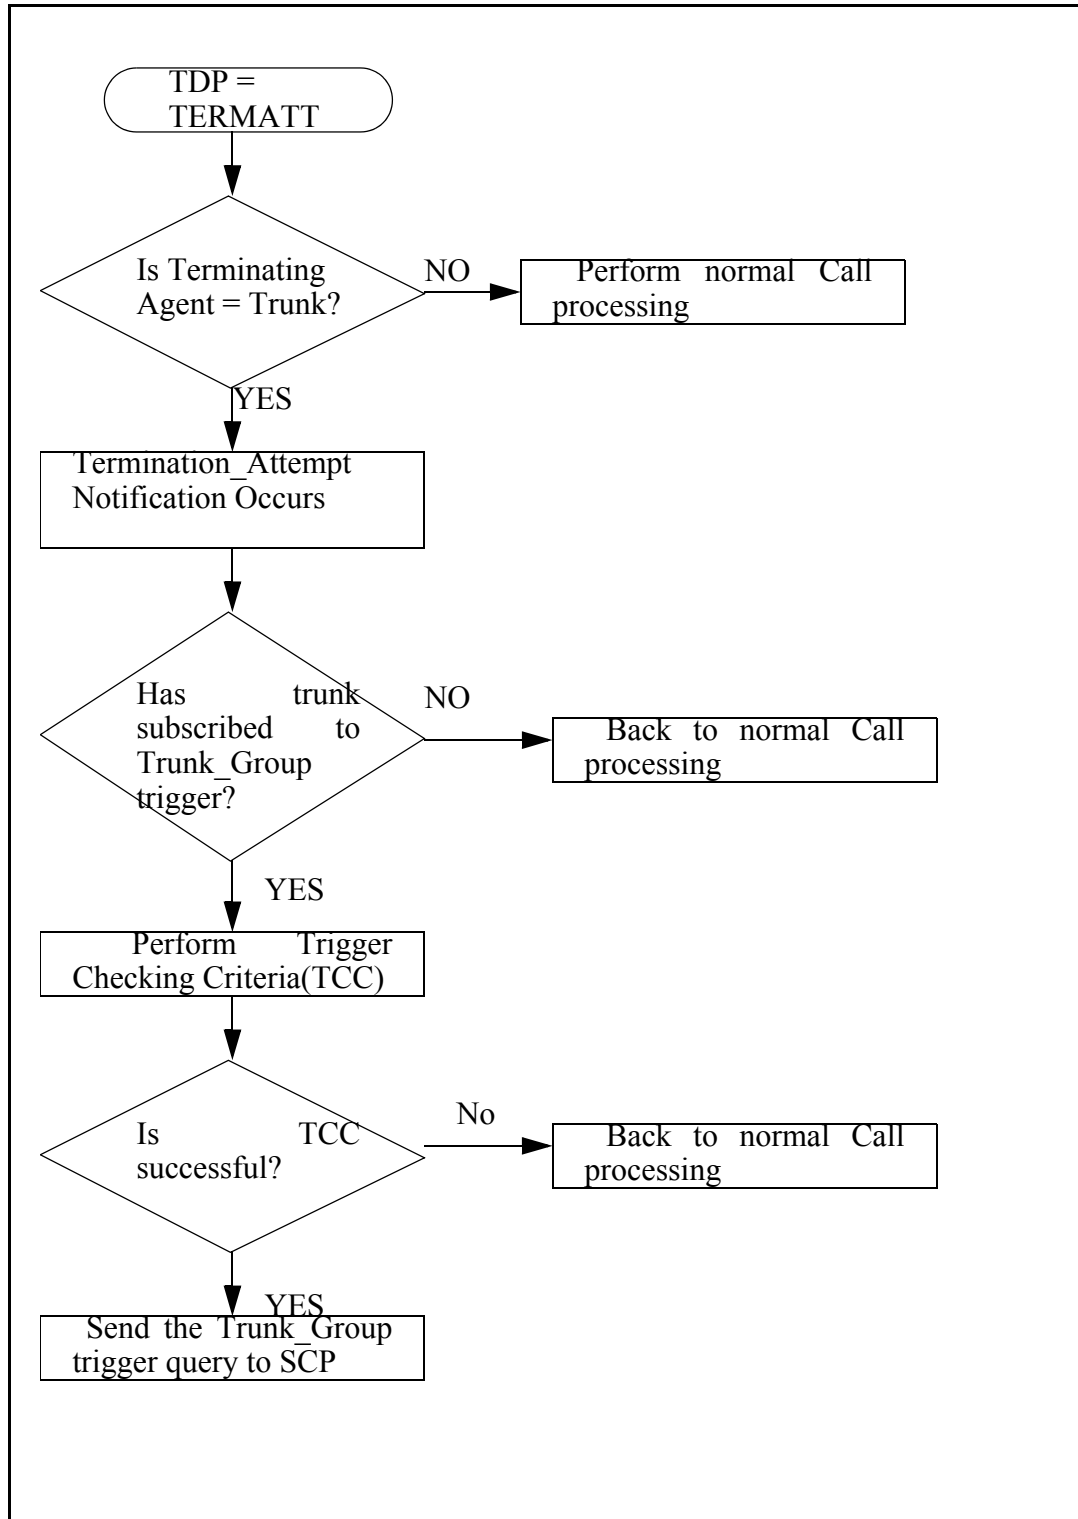 TDP =
TERMATT
Is Terminating
Agent = Trunk?
NO
Perform normal Call
processing
YES
Termination_Attempt
Notification Occurs
Has trunk
subscribed to
Trunk_Group
trigger?
NO
Back to normal Call
processing
YES
Perform Trigger
Checking Criteria(TCC)
Is TCC
successful?
No
Back to normal Call
processing
YES
Send the Trunk_Group
trigger query to SCP